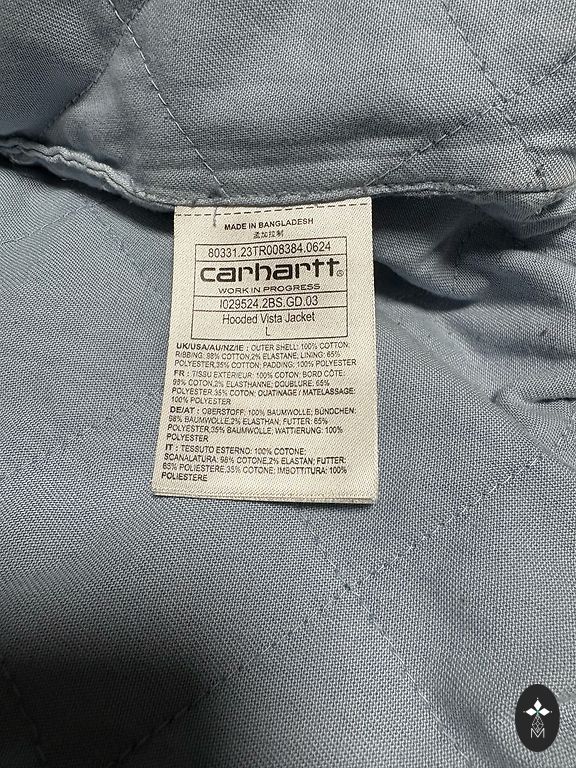 MADE IN BANGLADESH
孟加拉制
80331.23TR008384.0624
carhartt®
WORK IN PROGRESS
I029524.2BS.GD.03
Hooded Vista Jacket
L
UK/USA/AU/NZ/IE : OUTER SHELL: 100% COTTON;
RIBBING: 98% COTTON,2% ELASTANE, LINING: 65%
POLYESTER,35% COTTON; PADDING: 100% POLYESTER
FR : TISSU EXTÉRIEUR: 100% COTON; BORD CÔTE:
98% COTON,2% ELASTHANNE; DOUBLURE, 65%
POLYESTER,35% COTON; OUATINAGE / MATELASSAGE:
100% POLYESTER
DE/AT : OBERSTOFF: 100% BAUMWOLLE; BÜNDCHEN:
98% BAUMWOLLE,2% ELASTHAN; FUTTER: 65%
POLYESTER,35% BAUMWOLLE; WATTIERUNG: 100%
POLYESTER
IT : TESSUTO ESTERNO: 100% COTONE;
SCANALATURA: 98% COTONE,2% ELASTAN; FUTTER:
65% POLIESTERE,35% COTONE; IMBOTTITURA: 100%
POLIESTERE
M